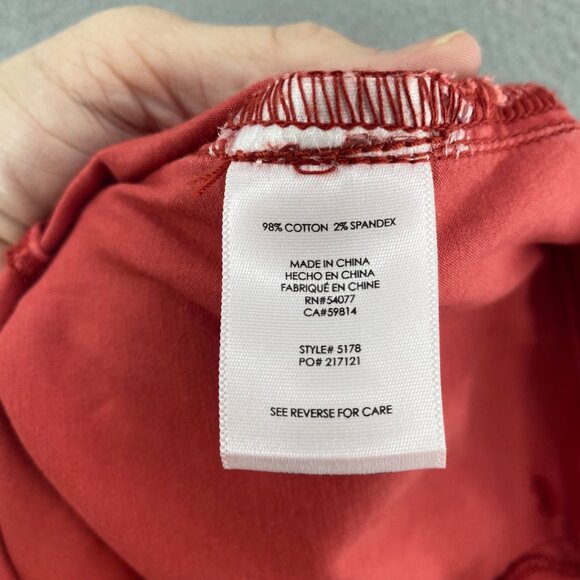 98% COTTON 2% SPANDEX
MADE IN CHINA
HECHO EN CHINA
FABRIQUÉ EN CHINE
RN#54077
CA#59814
STYLE# 5178
PO# 217121
SEE REVERSE FOR CARE